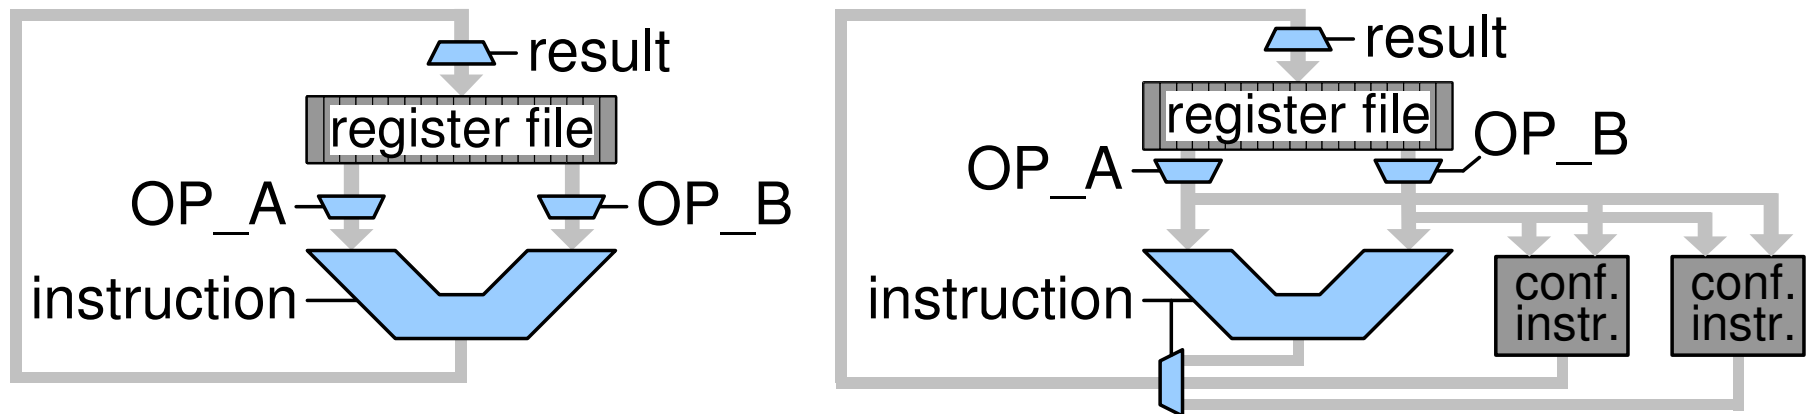 result
register file
OP_A
OP_B
instruction
result
register file
OP_A
OP_B
instruction
conf.
instr.
conf.
instr.